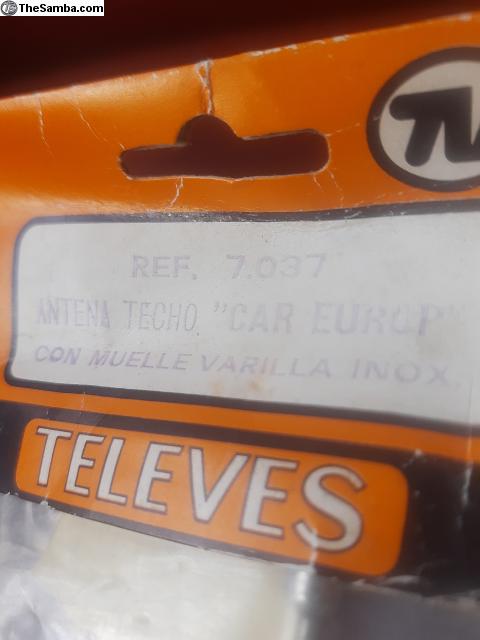 TheSamba.com
REF. 7.037
ANTENA TECHO. "CAR EUROP"
CON MUELLE VARILLA INOX.
TELEVES